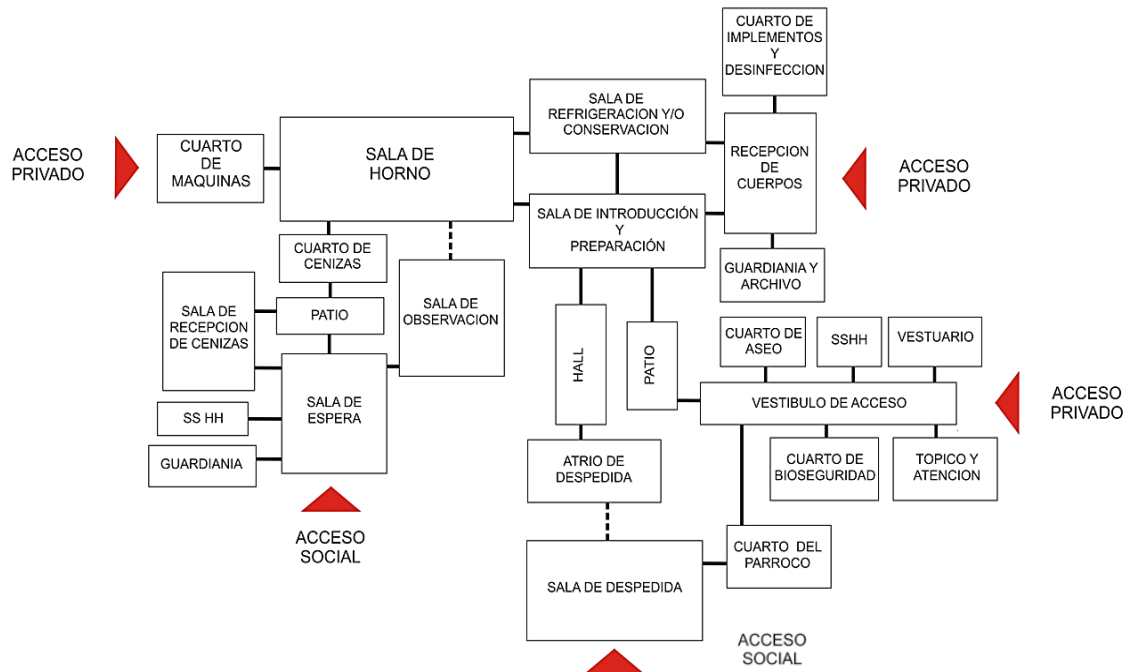 CUARTO DE
IMPLEMENTOS
Y
DESINFECCION
SALA DE
REFRIGERACION Y/O
CONSERVACION
ACCESO
PRIVADO
CUARTO
DE
MAQUINAS
SALA DE
HORNO
RECEPCION
DE
CUERPOS
ACCESO
PRIVADO
SALA DE INTRODUCCIÓN
Y
PREPARACIÓN
CUARTO DE
CENIZAS
GUARDIANIA Y
ARCHIVO
SALA DE
RECEPCION
DE CENIZAS
PATIO
SALA DE
OBSERVACION
HALL
PATIO
CUARTO DE
ASEO
SSHH
VESTUARIO
SALA DE
ESPERA
VESTIBULO DE ACCESO
ACCESO
PRIVADO
SS HH
GUARDIANIA
ATRIO DE
DESPEDIDA
CUARTO DE
BIOSEGURIDAD
TOPICO Y
ATENCION
ACCESO
SOCIAL
CUARTO DEL
PARROCO
SALA DE DESPEDIDA
ACCESO
SOCIAL